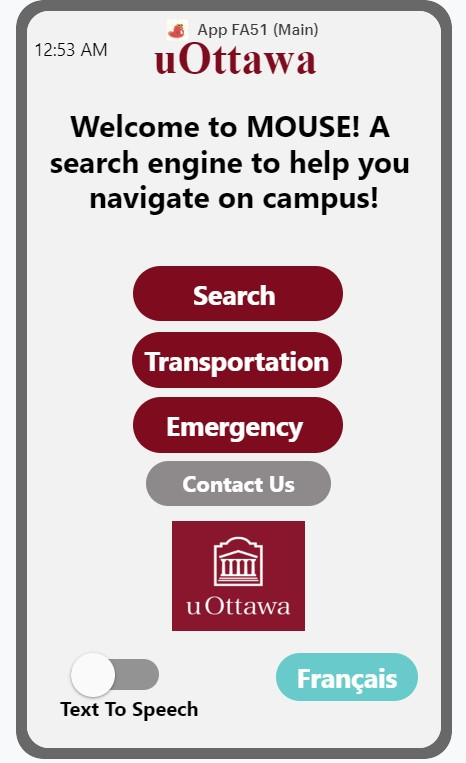 App FA51 (Main)
12:53 AM
uOttawa
Welcome to MOUSE! A
search engine to help you
navigate on campus!
Search
Transportation
Emergency
Contact Us
uOttawa
Français
Text To Speech